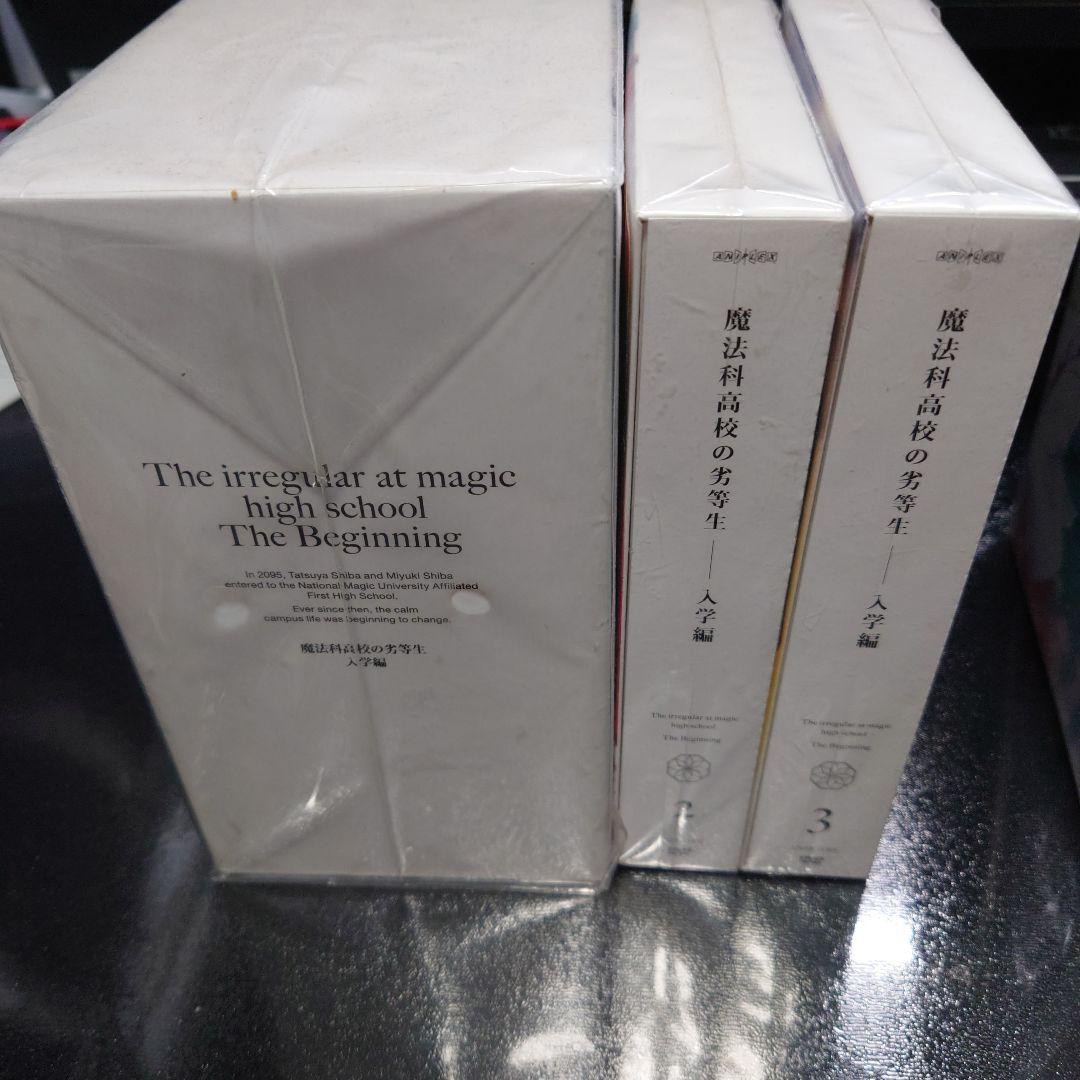 The irregular at magic
high school
The Beginning
In 2095, Tatsuya Shiba and Miyuki Shiba
entered to the National Magic University Affiliated
First High School.
Ever since then, the calm
campus life was beginning to change.
魔法科高校の劣等生
入学編
ANIPLEX
魔法科高校の劣等生——入学編
The irregular at magic
high school
The Beginning
2
ANIPLEX
魔法科高校の劣等生——入学編
The irregular at magic
high school
The Beginning
3